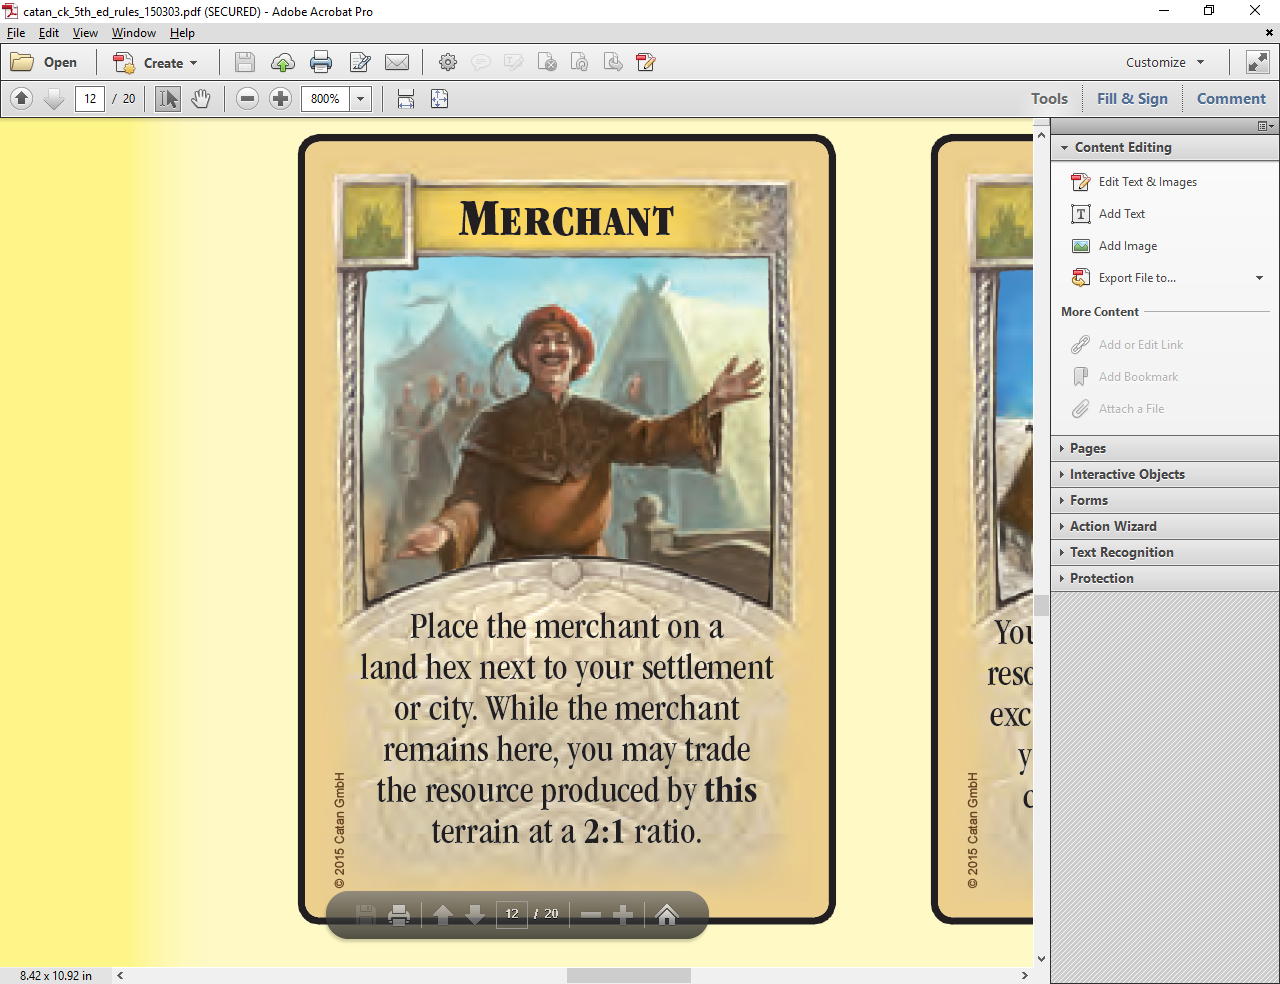 catan_ck_5th_ed_rules_150303.pdf (SECURED) - Adobe Acrobat Pro
File Edit View Window Help
Open Create Customize
12 / 20 800% Tools Fill & Sign Comment
Content Editing
Edit Text & Images
Add Text
Add Image
Export File to...
More Content
Add or Edit Link
Add Bookmark
Attach a File
Pages
Interactive Objects
Forms
Action Wizard
Text Recognition
Protection
MERCHANT
Place the merchant on a
land hex next to your settlement
or city. While the merchant
remains here, you may trade
the resource produced by this
terrain at a 2:1 ratio.
© 2015 Catan GmbH
You
reso
exc
y
c
© 2015 Catan GmbH
12 / 20
8.42 x 10.92 in